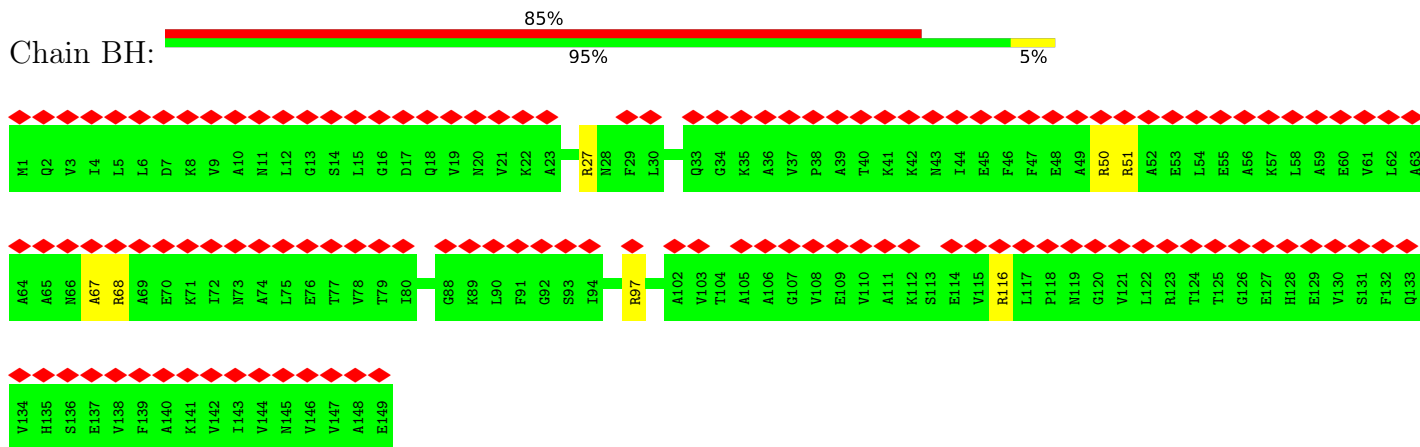 85%
Chain BH:
95% 5%
M1 Q2 V3 I4 L5 L6 D7 K8 V9 A10 N11 L12 G13 S14 L15 G16 D17 Q18 V19 N20 V21 K22 A23 R27 N28 F29 L30 Q33 G34 K35 A36 V37 P38 A39 T40 K41 K42 N43 I44 E45 F46 F47 E48 A49 R50 R51 A52 E53 L54 E55 A56 K57 L58 A59 E60 V61 L62 A63
A64 A65 N66 A67 R68 A69 E70 K71 I72 N73 A74 L75 E76 T77 V78 T79 I80 G88 K89 L90 F91 G92 S93 I94 R97 A102 V103 T104 A105 A106 G107 V108 E109 V110 A111 K112 S113 E114 V115 R116 L117 P118 N119 G120 V121 L122 R123 T124 T125 G126 E127 H128 E129 V130 S131 F132 Q133
V134 H135 S136 E137 V138 F139 A140 K141 V142 I143 V144 N145 V146 V147 A148 E149